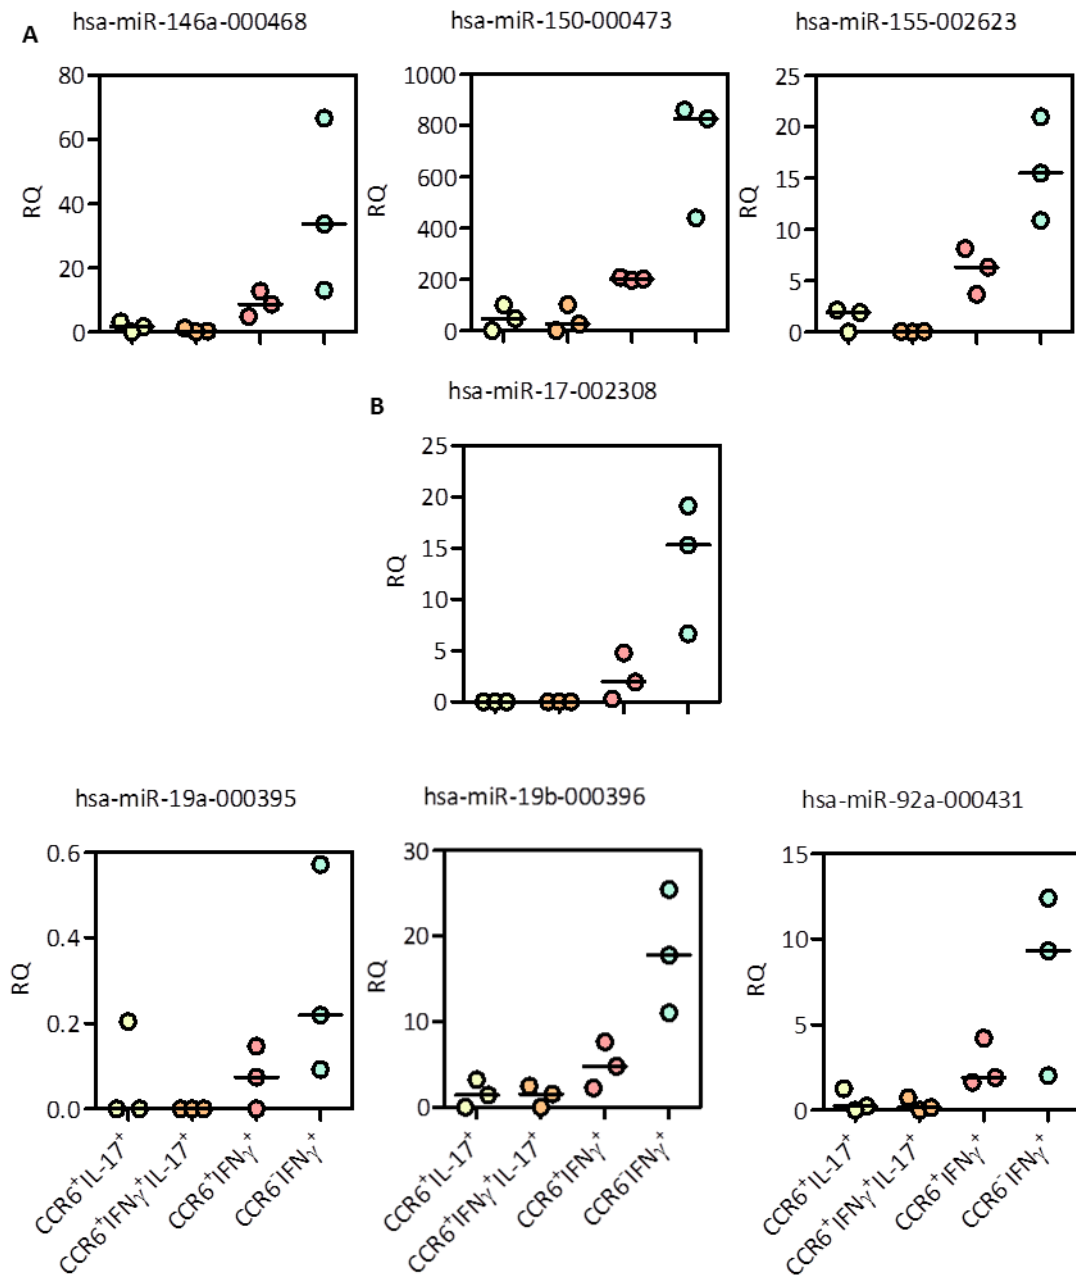 A
hsa-miR-146a-000468
hsa-miR-150-000473
hsa-miR-155-002623
80
60
40
20
0
RQ
1000
800
600
400
200
0
RQ
25
20
15
10
5
0
RQ
B
hsa-miR-17-002308
25
20
15
10
5
0
RQ
hsa-miR-19a-000395
hsa-miR-19b-000396
hsa-miR-92a-000431
0.6
0.4
0.2
0.0
RQ
30
20
10
0
RQ
15
10
5
0
RQ
CCR6⁺IL-17⁺
CCR6⁺IFNγ⁺IL-17⁺
CCR6⁺IFNγ⁺
CCR6⁻IFNγ⁺
CCR6⁺IL-17⁺
CCR6⁺IFNγ⁺IL-17⁺
CCR6⁺IFNγ⁺
CCR6⁻IFNγ⁺
CCR6⁺IL-17⁺
CCR6⁺IFNγ⁺IL-17⁺
CCR6⁺IFNγ⁺
CCR6⁻IFNγ⁺